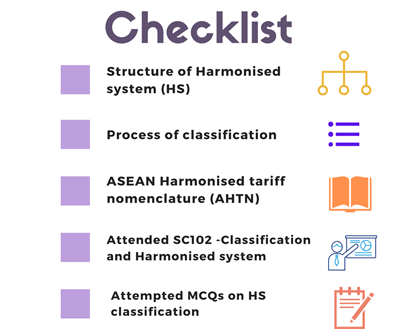 Checklist
Structure of Harmonised
system (HS)
Process of classification
ASEAN Harmonised tariff
nomenclature (AHTN)
Attended SC102 -Classification
and Harmonised system
Attempted MCQs on HS
classification